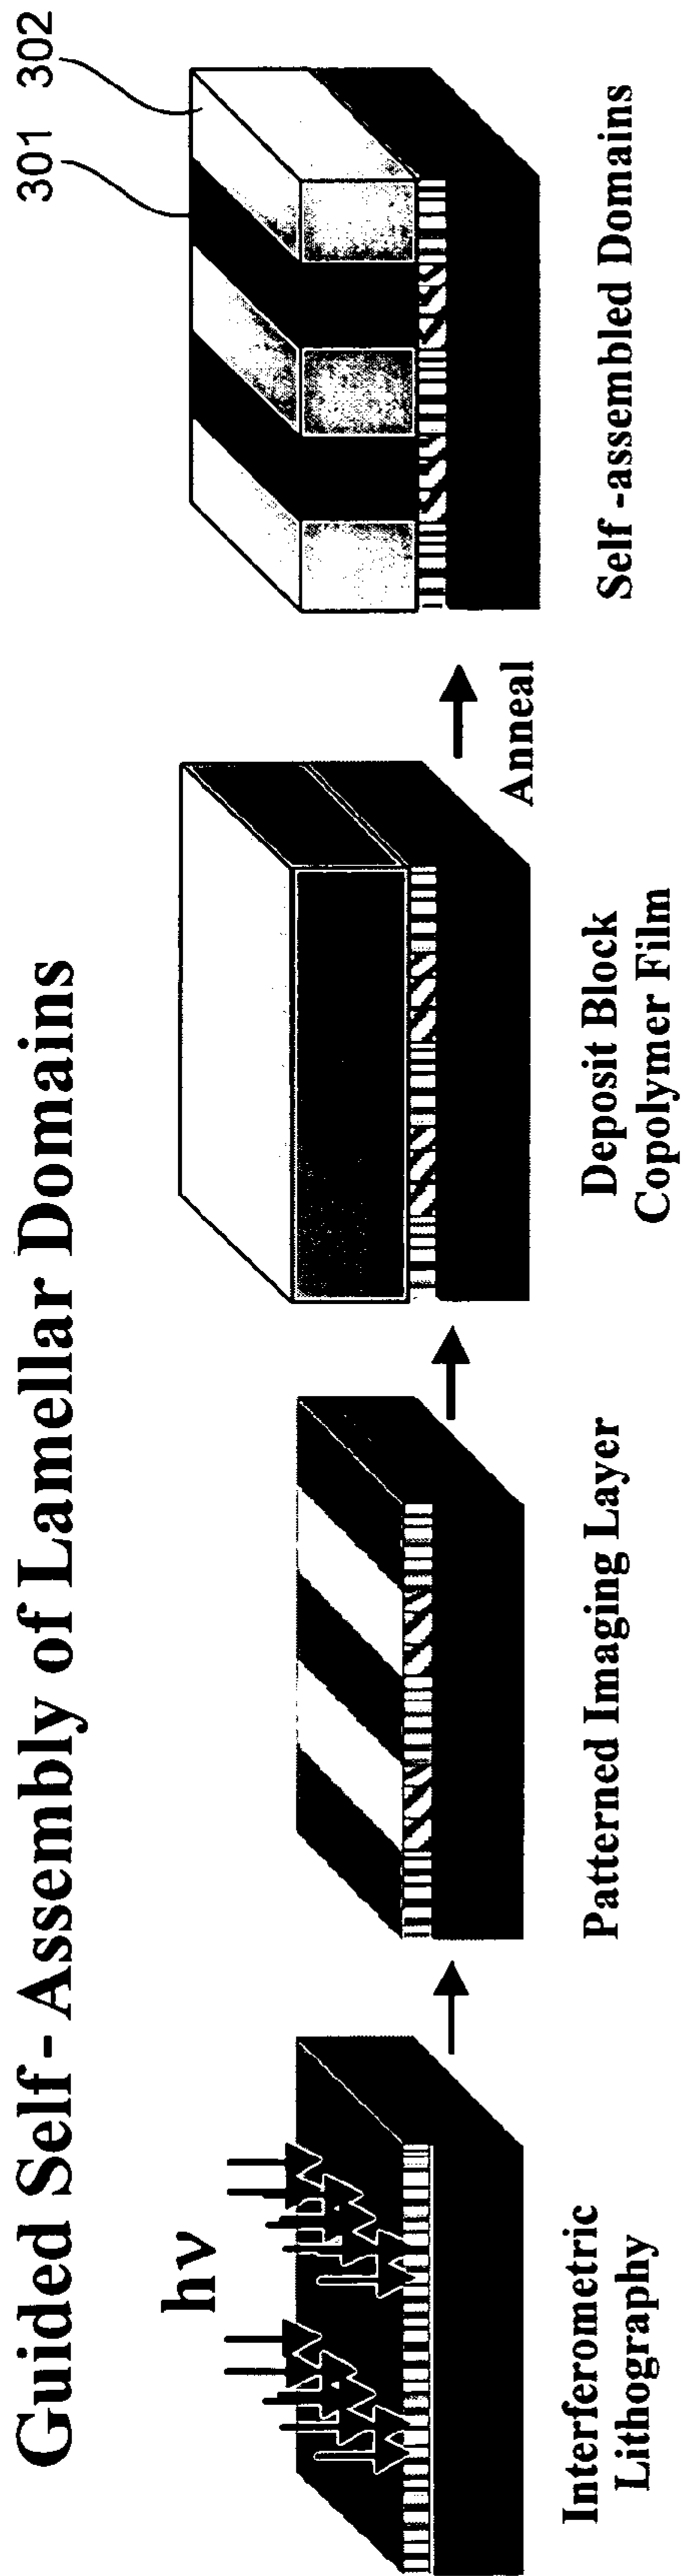 Guided Self - Assembly of Lamellar Domains
hν
301
302
Interferometric
Lithography
Patterned Imaging Layer
Deposit Block
Copolymer Film
Anneal
Self -assembled Domains